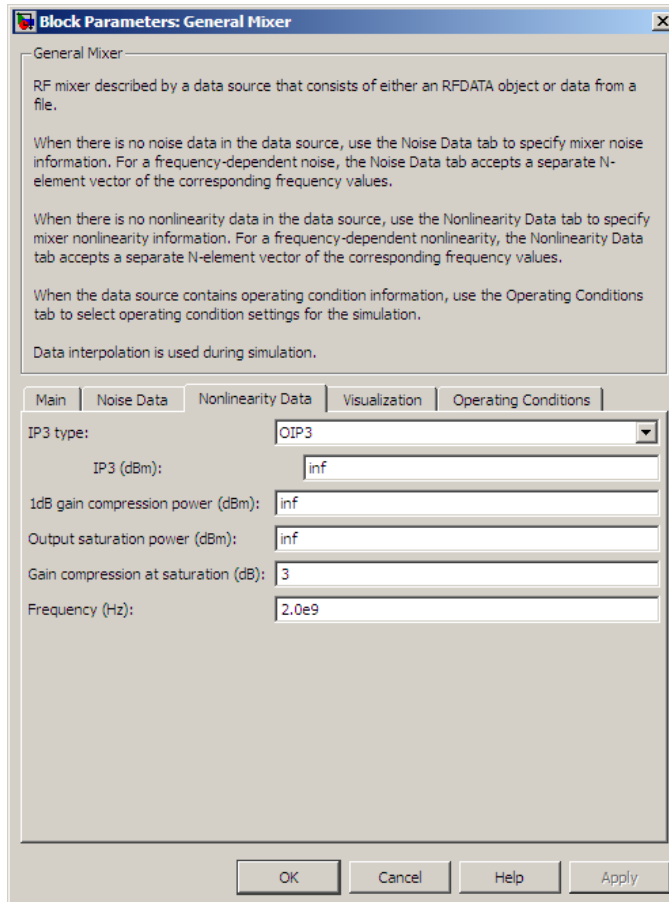 Block Parameters: General Mixer
General Mixer
RF mixer described by a data source that consists of either an RFDATA object or data from a
file.
When there is no noise data in the data source, use the Noise Data tab to specify mixer noise
information. For a frequency-dependent noise, the Noise Data tab accepts a separate N-
element vector of the corresponding frequency values.
When there is no nonlinearity data in the data source, use the Nonlinearity Data tab to specify
mixer nonlinearity information. For a frequency-dependent nonlinearity, the Nonlinearity Data
tab accepts a separate N-element vector of the corresponding frequency values.
When the data source contains operating condition information, use the Operating Conditions
tab to select operating condition settings for the simulation.
Data interpolation is used during simulation.
Main Noise Data Nonlinearity Data Visualization Operating Conditions
IP3 type: OIP3
IP3 (dBm): inf
1dB gain compression power (dBm): inf
Output saturation power (dBm): inf
Gain compression at saturation (dB): 3
Frequency (Hz): 2.0e9
OK Cancel Help Apply